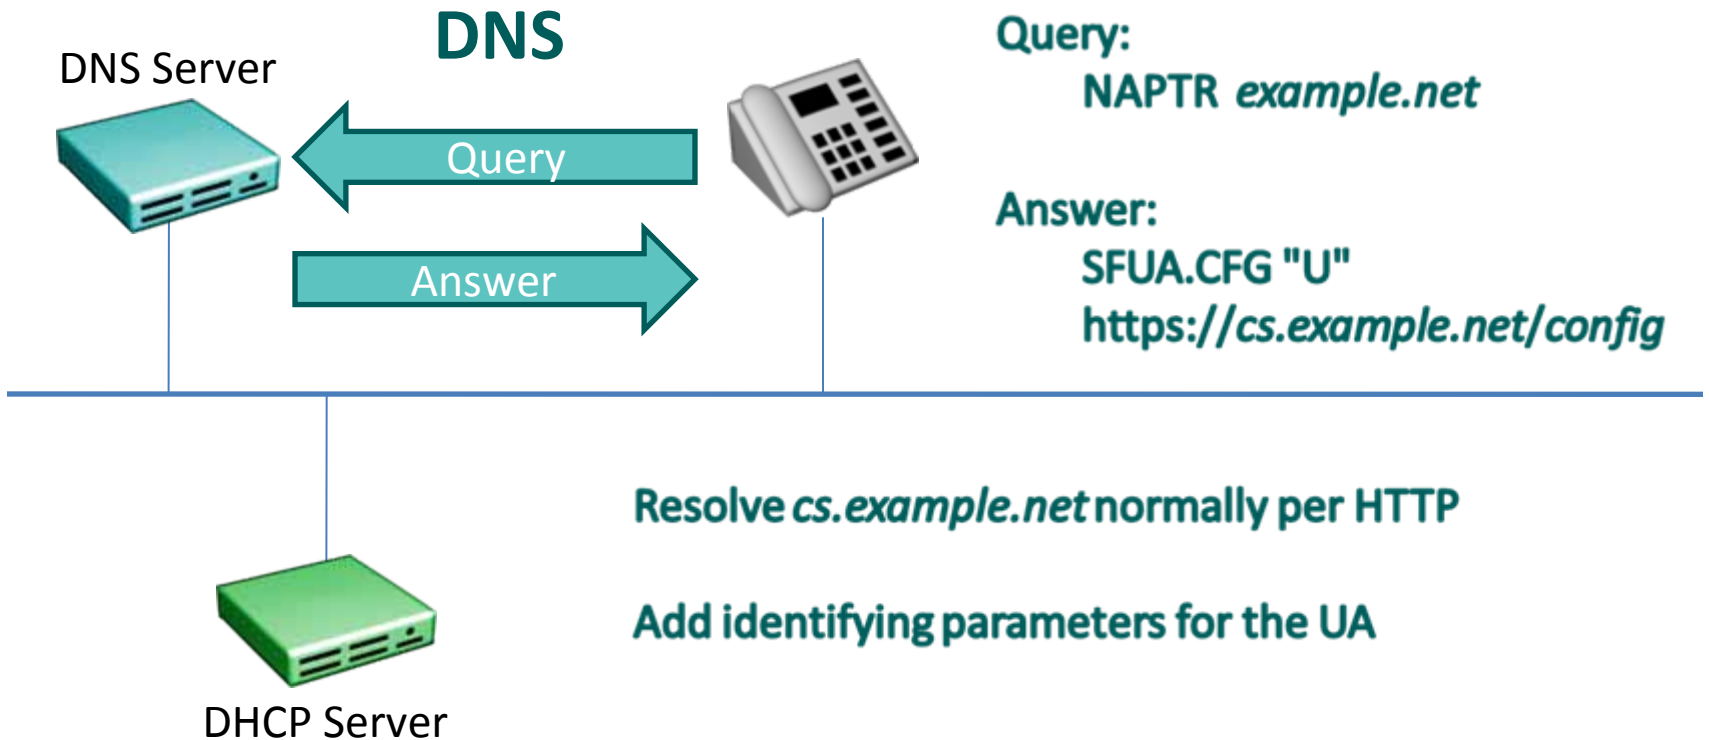 DNS
DNS Server
Query
Answer
Query:
NAPTR example.net
Answer:
SFUA.CFG "U"
https://cs.example.net/config
Resolve cs.example.net normally per HTTP
Add identifying parameters for the UA
DHCP Server